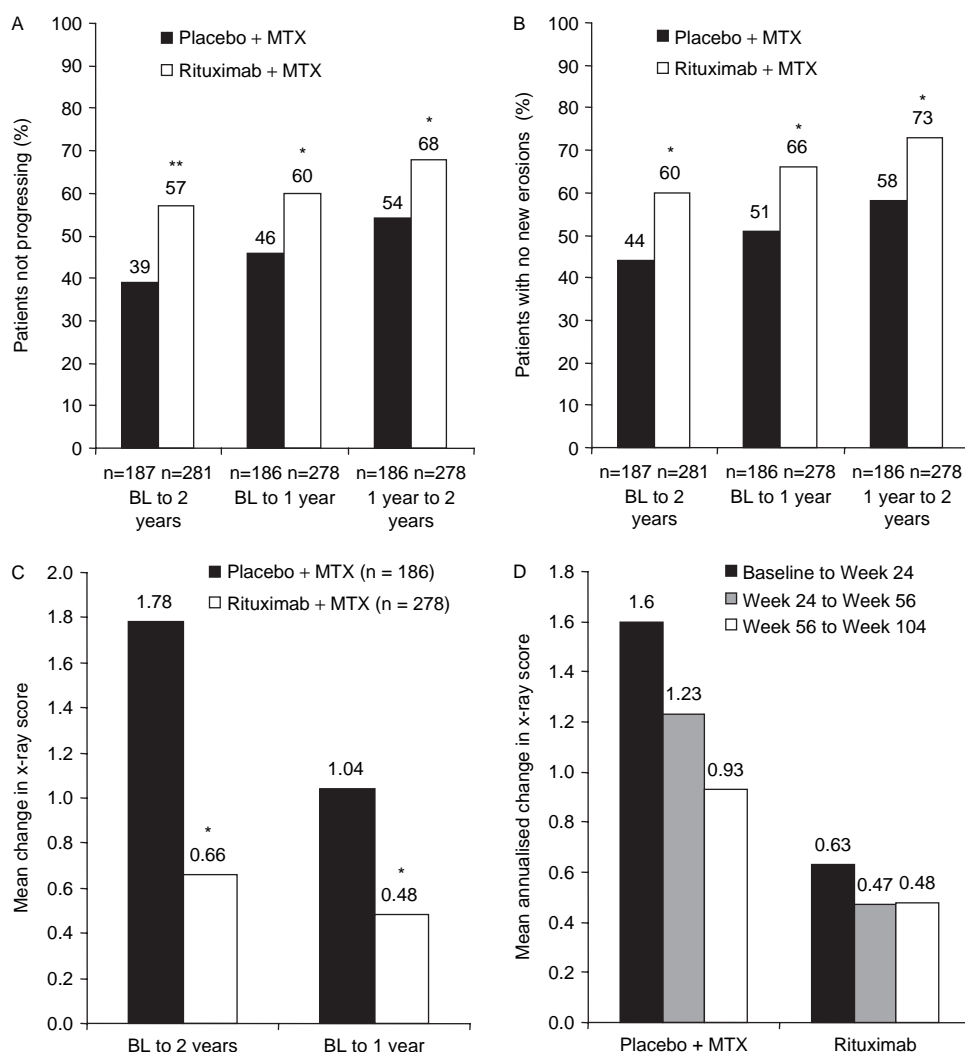 A
Placebo + MTX
Rituximab + MTX
Patients not progressing (%)
100
90
80
70
60
50
40
30
20
10
0
39
**
57
46
*
60
54
*
68
n=187 n=281
BL to 2
years
n=186 n=278
BL to 1 year
n=186 n=278
1 year to 2
years
B
Placebo + MTX
Rituximab + MTX
Patients with no new erosions (%)
100
90
80
70
60
50
40
30
20
10
0
44
*
60
51
*
66
58
*
73
n=187 n=281
BL to 2
years
n=186 n=278
BL to 1 year
n=186 n=278
1 year to 2
years
C
Placebo + MTX (n = 186)
Rituximab + MTX (n = 278)
Mean change in x-ray score
2.0
1.8
1.6
1.4
1.2
1.0
0.8
0.6
0.4
0.2
0.0
1.78
*
0.66
1.04
*
0.48
BL to 2 years
BL to 1 year
D
Baseline to Week 24
Week 24 to Week 56
Week 56 to Week 104
Mean annualised change in x-ray score
1.8
1.6
1.4
1.2
1.0
0.8
0.6
0.4
0.2
0.0
1.6
1.23
0.93
0.63
0.47
0.48
Placebo + MTX
Rituximab